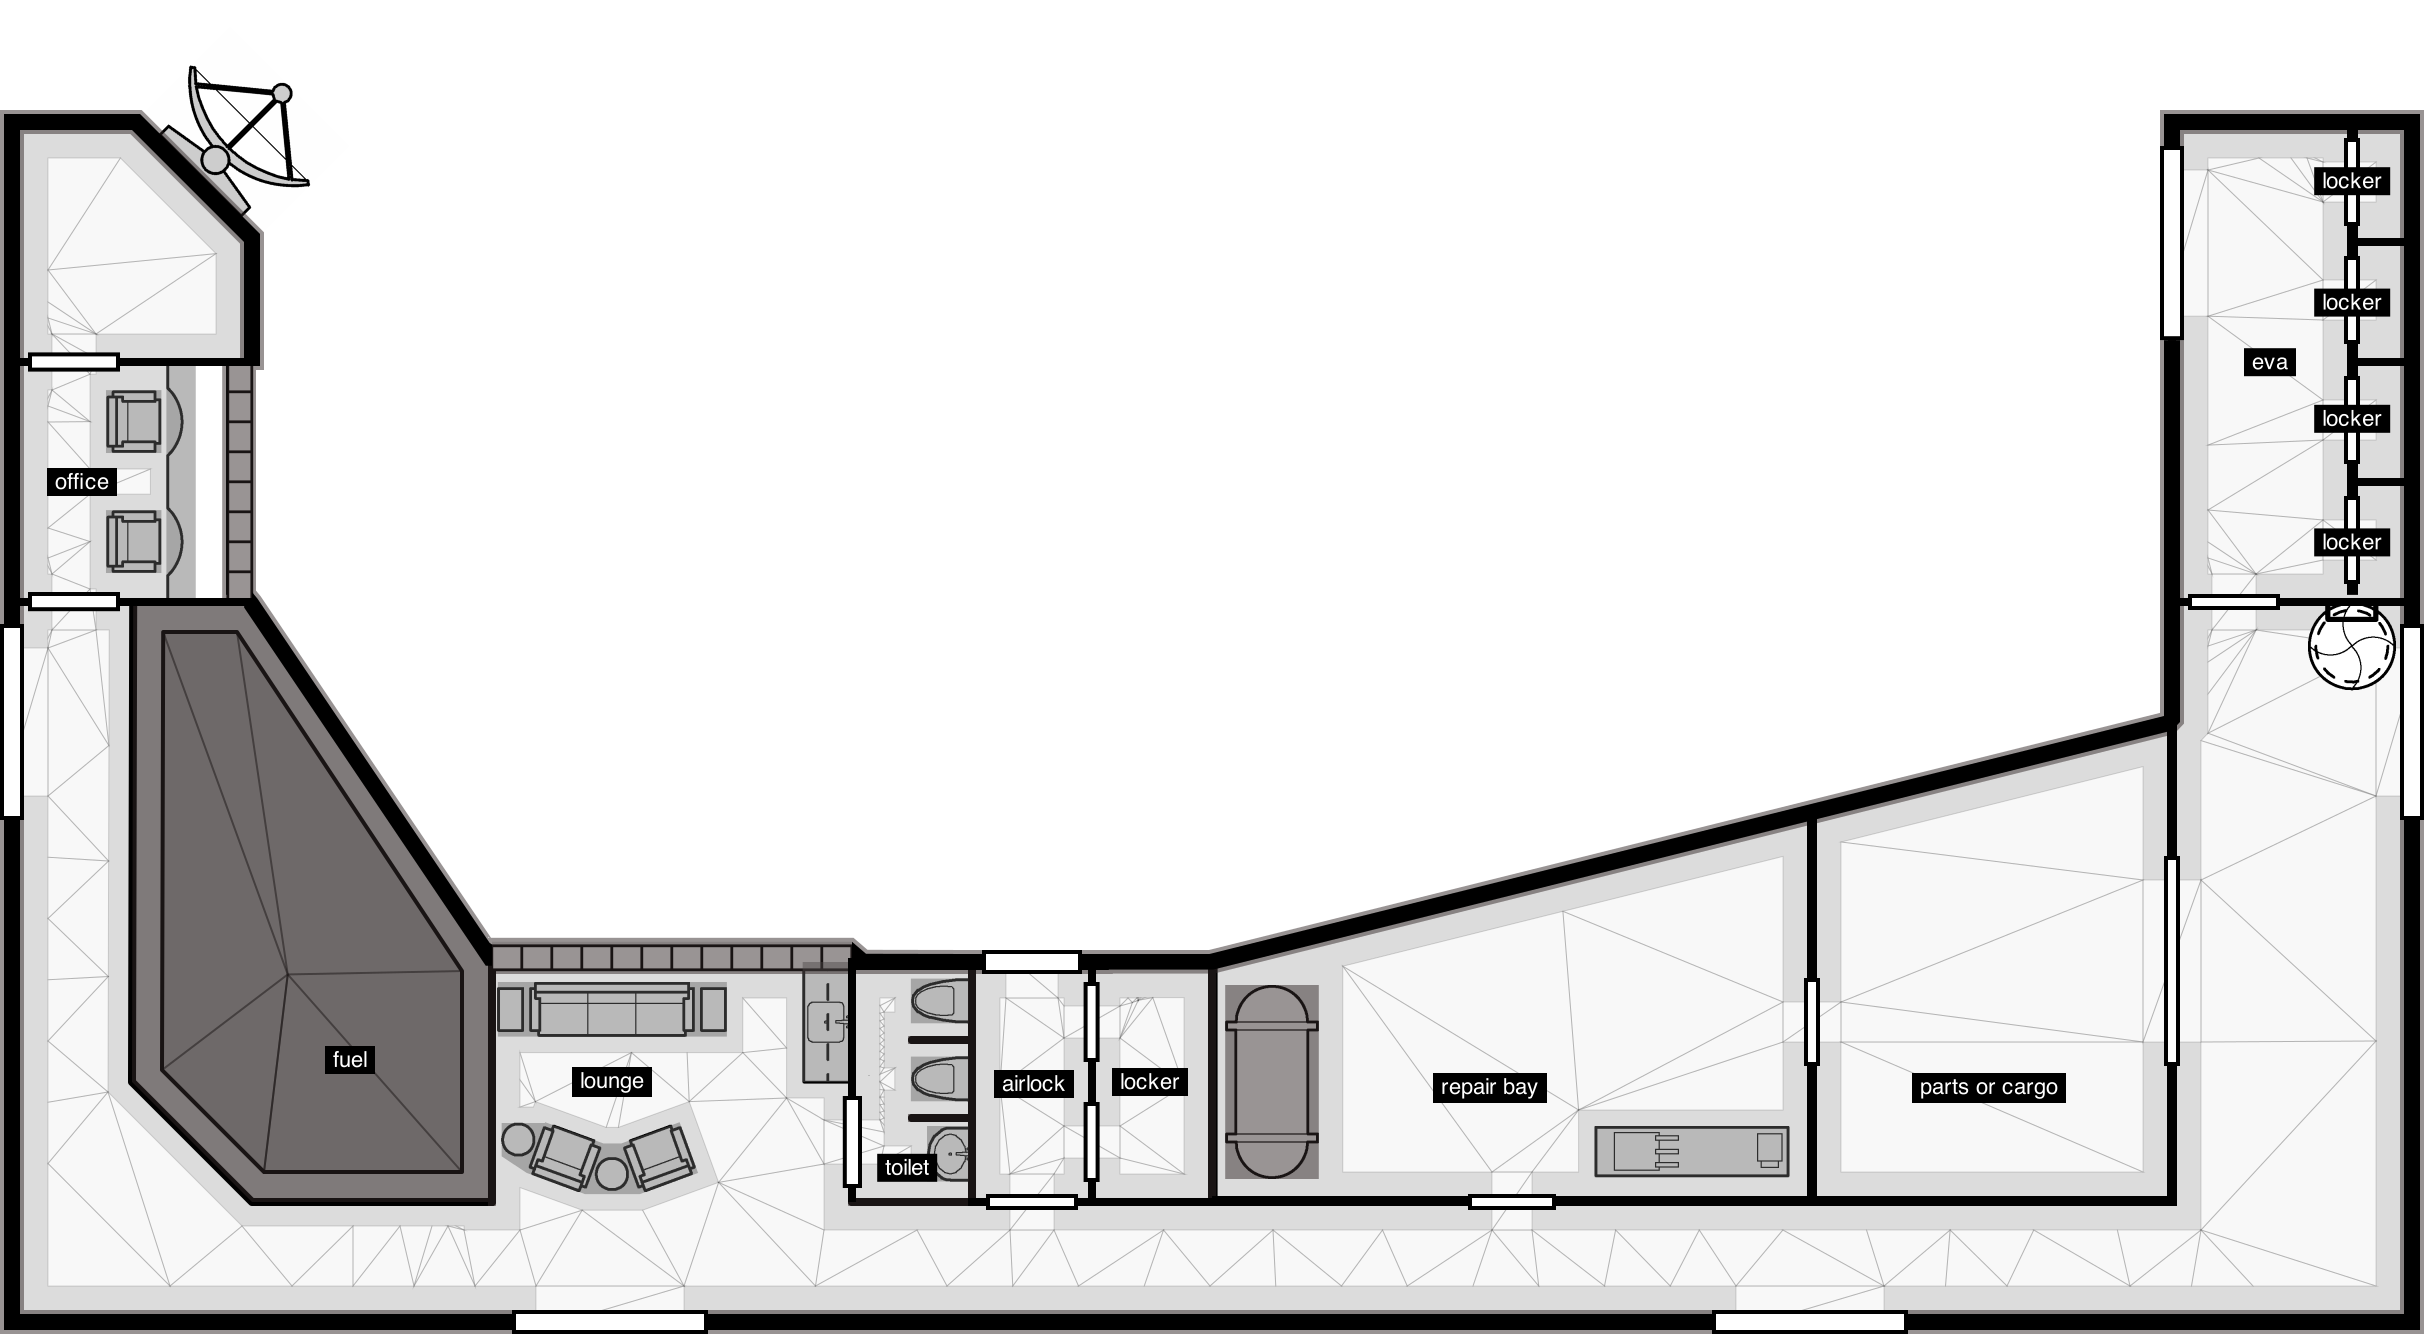 locker
locker
eva
locker
office
locker
fuel
lounge
airlock
locker
repair bay
parts or cargo
toilet